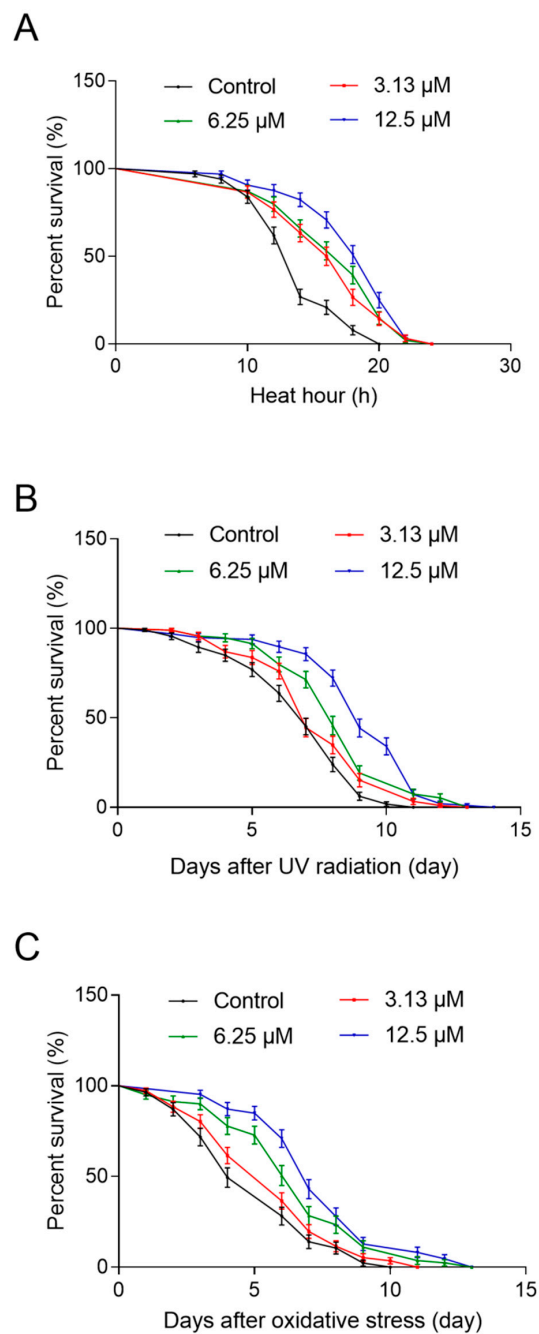 A
Control 3.13 µM
6.25 µM 12.5 µM
150
100
50
0
Percent survival (%)
0 10 20 30
Heat hour (h)
B
Control 3.13 µM
6.25 µM 12.5 µM
150
100
50
0
Percent survival (%)
0 5 10 15
Days after UV radiation (day)
C
Control 3.13 µM
6.25 µM 12.5 µM
150
100
50
0
Percent survival (%)
0 5 10 15
Days after oxidative stress (day)